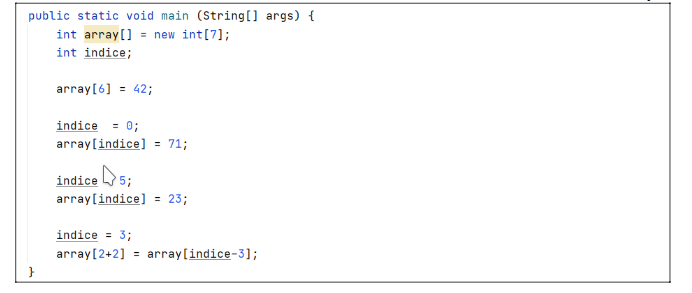 public static void main (String[] args) {
    int array[] = new int[7];
    int indice;
    array[6] = 42;
    indice  = 0;
    array[indice] = 71;
    indice 5;
    array[indice] = 23;
    indice = 3;
    array[2+2] = array[indice-3];
}